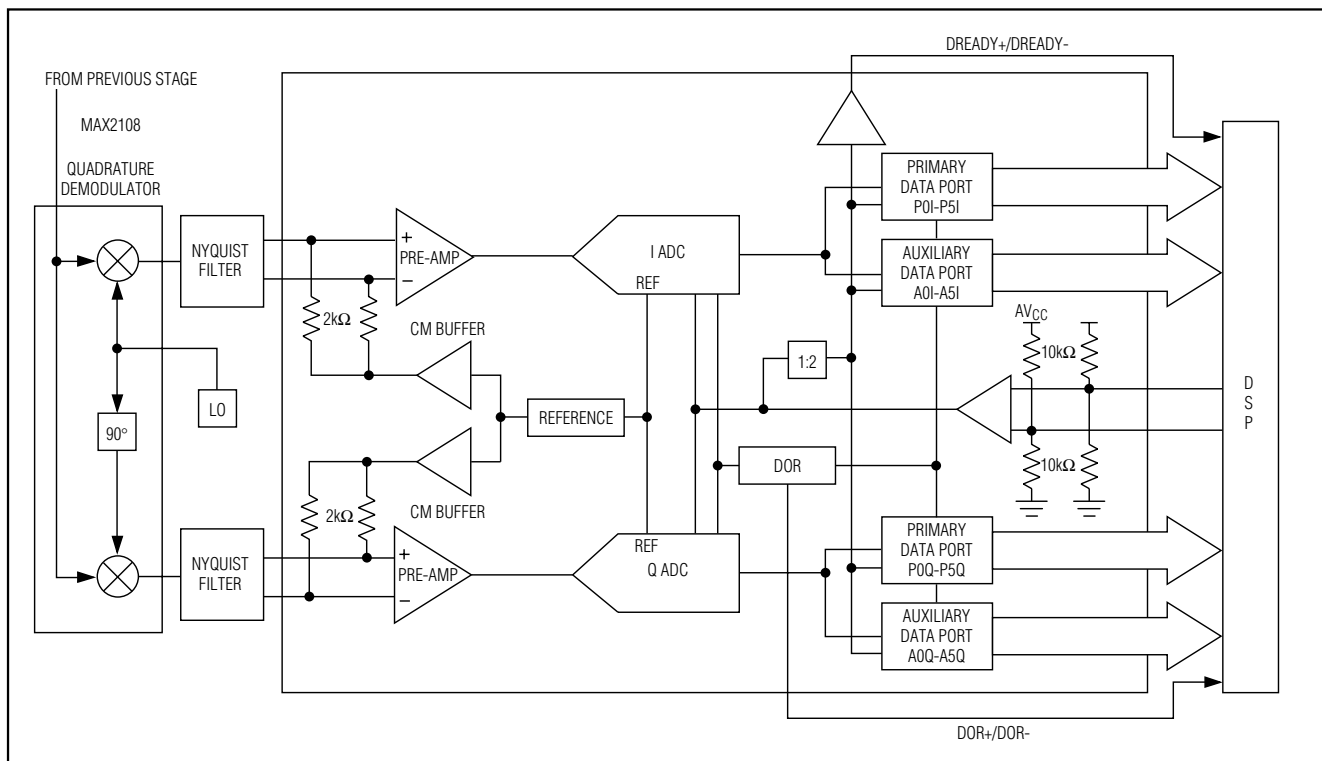 DREADY+/DREADY-
FROM PREVIOUS STAGE
MAX2108
QUADRATURE
DEMODULATOR
NYQUIST
FILTER
+
PRE-AMP
−
2kΩ
CM BUFFER
I ADC
REF
PRIMARY
DATA PORT
P0I-P5I
AUXILIARY
DATA PORT
A0I-A5I
AVCC
10kΩ
1:2
LO
90°
REFERENCE
D
S
P
DOR
10kΩ
2kΩ
CM BUFFER
NYQUIST
FILTER
+
PRE-AMP
−
REF
Q ADC
PRIMARY
DATA PORT
P0Q-P5Q
AUXILIARY
DATA PORT
A0Q-A5Q
DOR+/DOR-